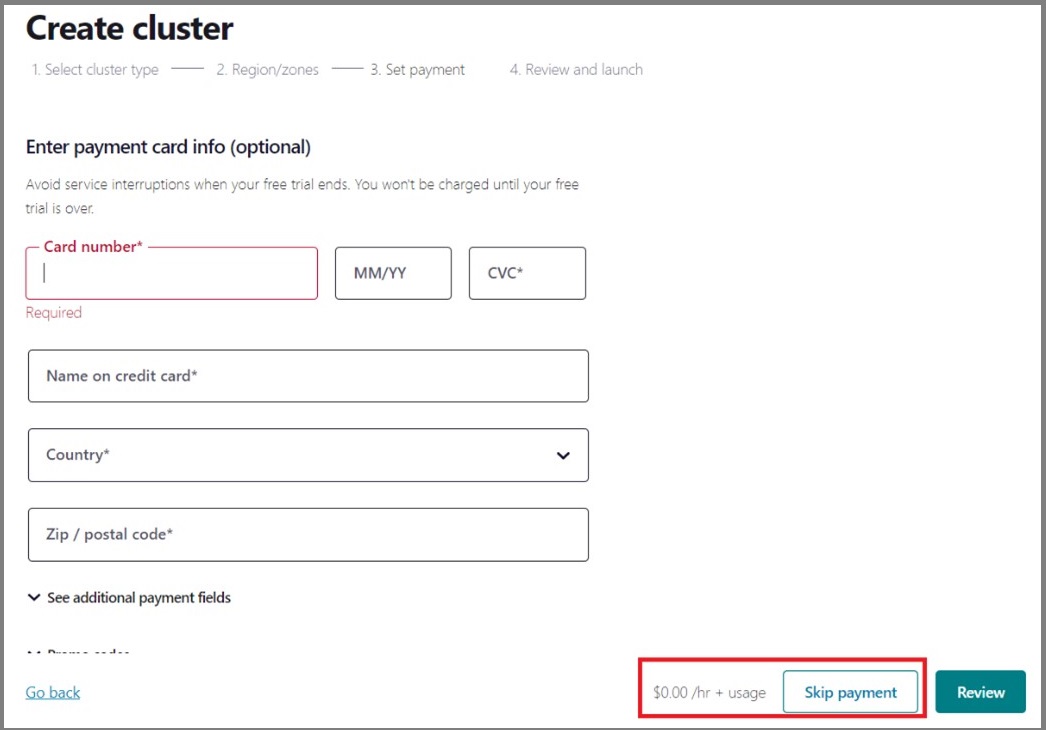 Create cluster
1. Select cluster type
2. Region/zones
3. Set payment
4. Review and launch
Enter payment card info (optional)
Avoid service interruptions when your free trial ends. You won't be charged until your free
trial is over.
Card number*
MM/YY
CVC*
Required
Name on credit card*
Country*
Zip / postal code*
See additional payment fields
Promo codes
Go back
$0.00 /hr + usage
Skip payment
Review